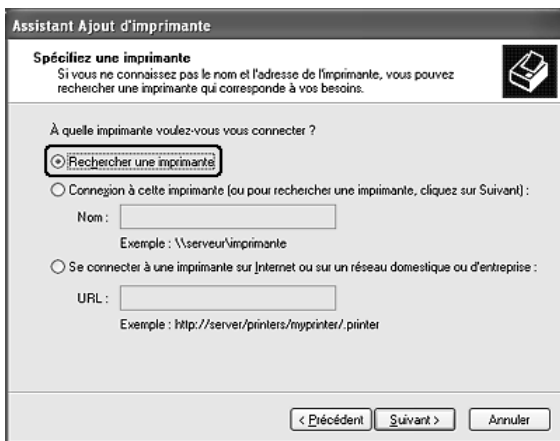 Assistant Ajout d'imprimante
Spécifiez une imprimante
Si vous ne connaissez pas le nom et l'adresse de l'imprimante, vous pouvez
rechercher une imprimante qui corresponde à vos besoins.
À quelle imprimante voulez-vous vous connecter ?
Rechercher une imprimante
Connexion à cette imprimante (ou pour rechercher une imprimante, cliquez sur Suivant) :
Nom :
Exemple : \\serveur\imprimante
Se connecter à une imprimante sur Internet ou sur un réseau domestique ou d'entreprise :
URL :
Exemple : http://server/printers/myprinter/.printer
< Précédent
Suivant >
Annuler